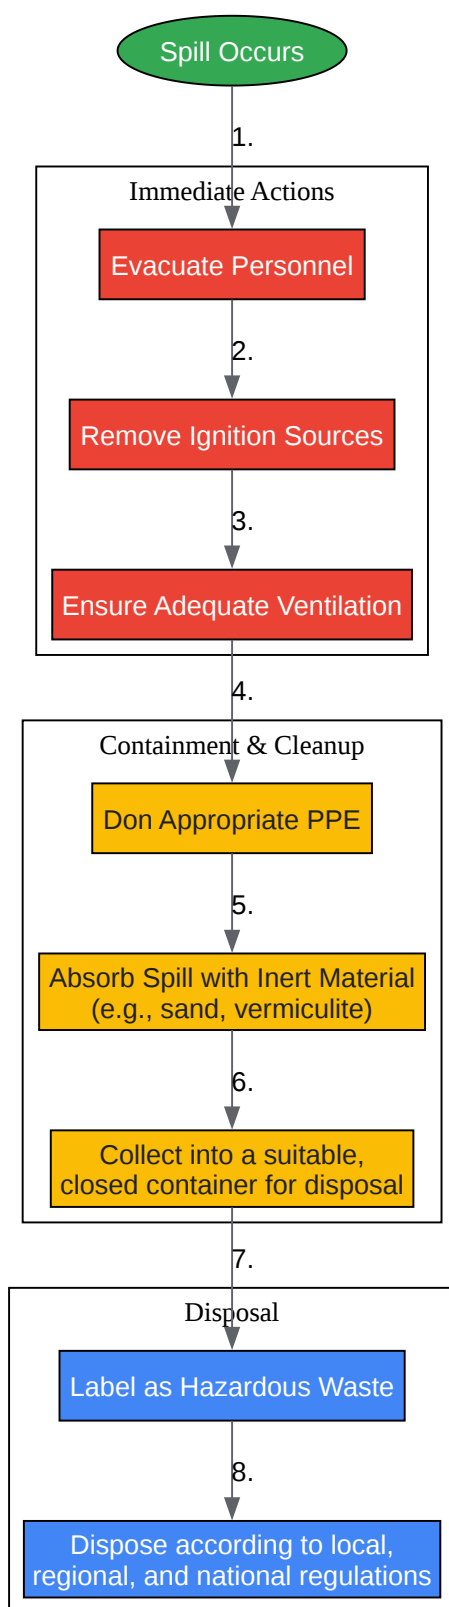 Spill Occurs
1.
Immediate Actions
Evacuate Personnel
2.
Remove Ignition Sources
3.
Ensure Adequate Ventilation
4.
Containment & Cleanup
Don Appropriate PPE
5.
Absorb Spill with Inert Material
(e.g., sand, vermiculite)
6.
Collect into a suitable,
closed container for disposal
7.
Disposal
Label as Hazardous Waste
8.
Dispose according to local,
regional, and national regulations